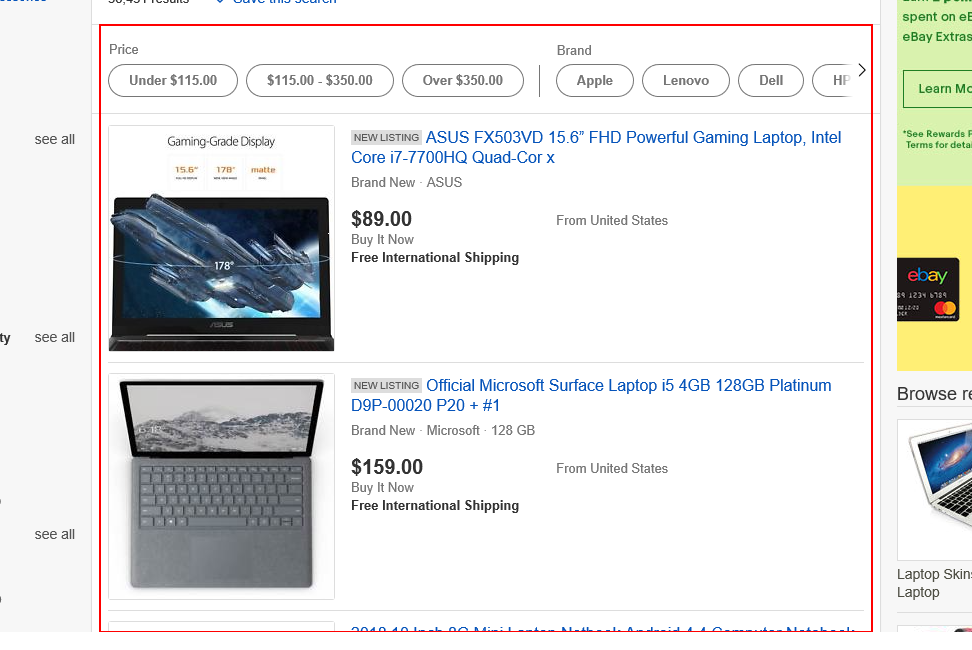 see all
ty
see all
see all
Save this search
Price
Under $115.00
$115.00 - $350.00
Over $350.00
Brand
Apple
Lenovo
Dell
HP
Gaming-Grade Display
15.6"
178°
matte
178°
ASUS
NEW LISTING ASUS FX503VD 15.6” FHD Powerful Gaming Laptop, Intel
Core i7-7700HQ Quad-Cor x
Brand New · ASUS
$89.00
From United States
Buy It Now
Free International Shipping
NEW LISTING Official Microsoft Surface Laptop i5 4GB 128GB Platinum
D9P-00020 P20 + #1
Brand New · Microsoft · 128 GB
$159.00
From United States
Buy It Now
Free International Shipping
spent on eB
eBay Extras
Learn Mo
*See Rewards P
Terms for detai
ebay
mastercard
Browse re
Laptop Skins
Laptop